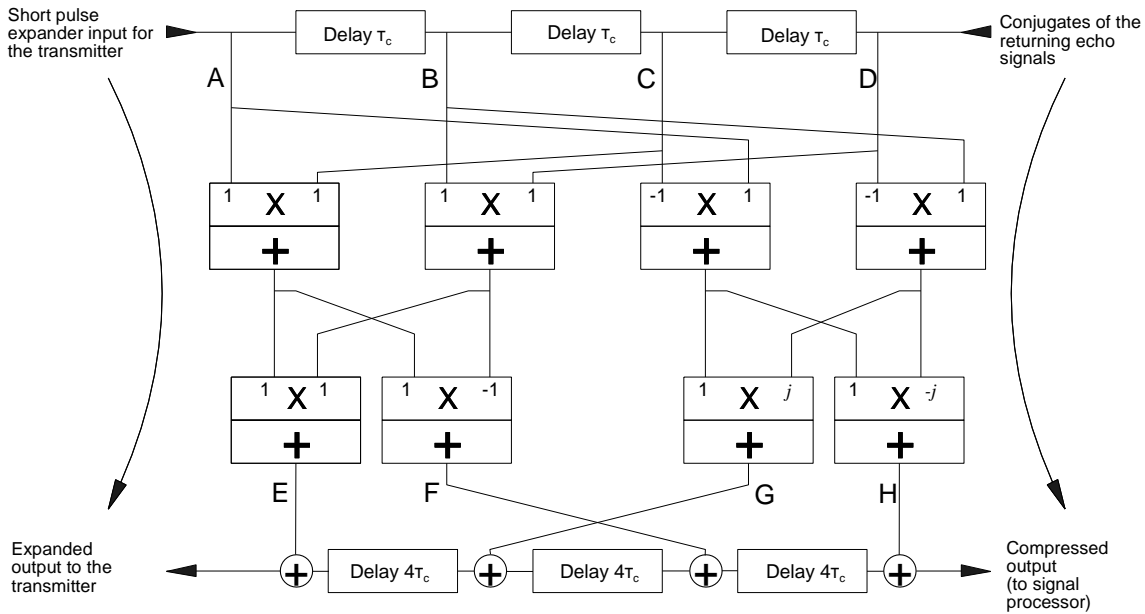 Short pulse
expander input for
the transmitter
Delay τc
Delay τc
Delay τc
Conjugates of the
returning echo
signals
A
B
C
D
1 X 1
1 X 1
-1 X 1
-1 X 1
+
+
+
+
1 X 1
1 X -1
1 X j
1 X -j
+
+
+
+
E
F
G
H
Expanded
output to the
transmitter
+
Delay 4τc
+
Delay 4τc
+
Delay 4τc
+
Compressed
output
(to signal
processor)